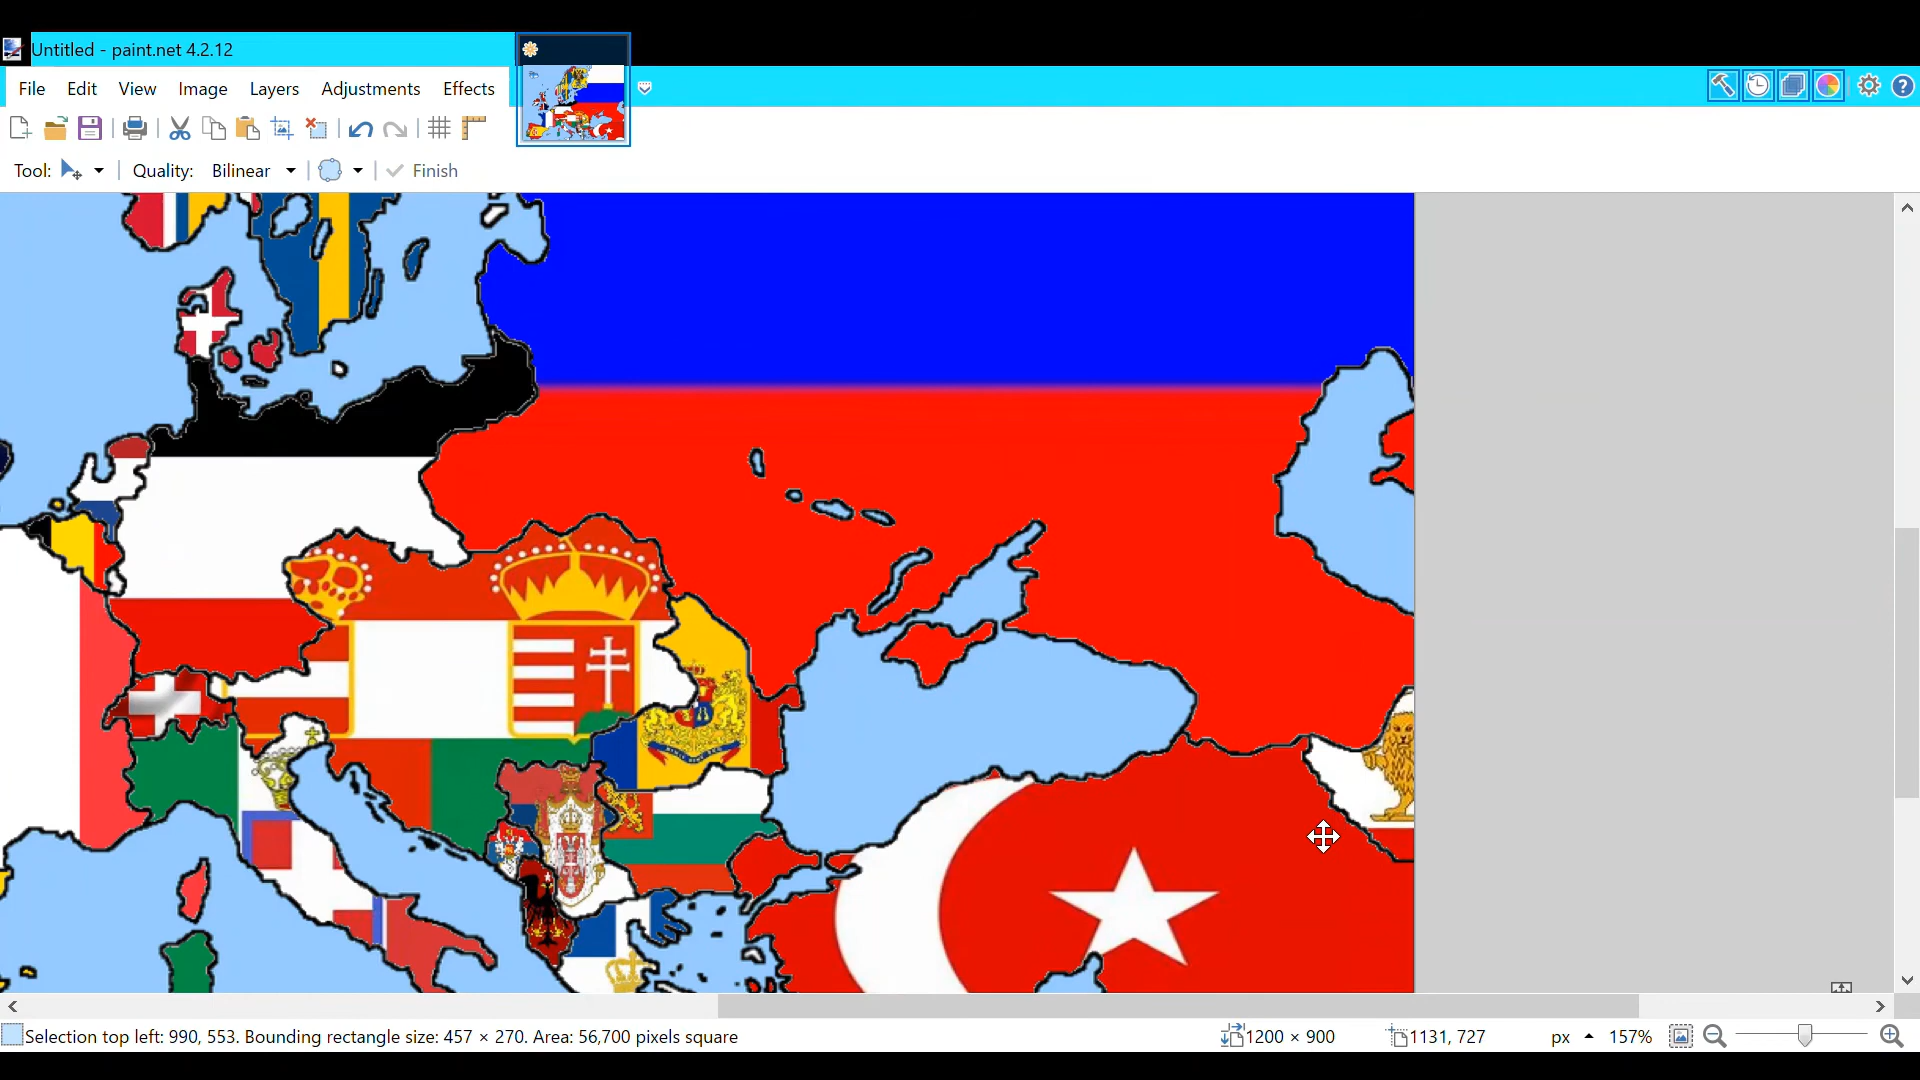 Untitled - paint.net 4.2.12
File Edit View Image Layers Adjustments Effects
Tool: Quality: Bilinear Finish
Selection top left: 990, 553. Bounding rectangle size: 457 × 270. Area: 56,700 pixels square 1200 × 900 1131, 727 px 157%